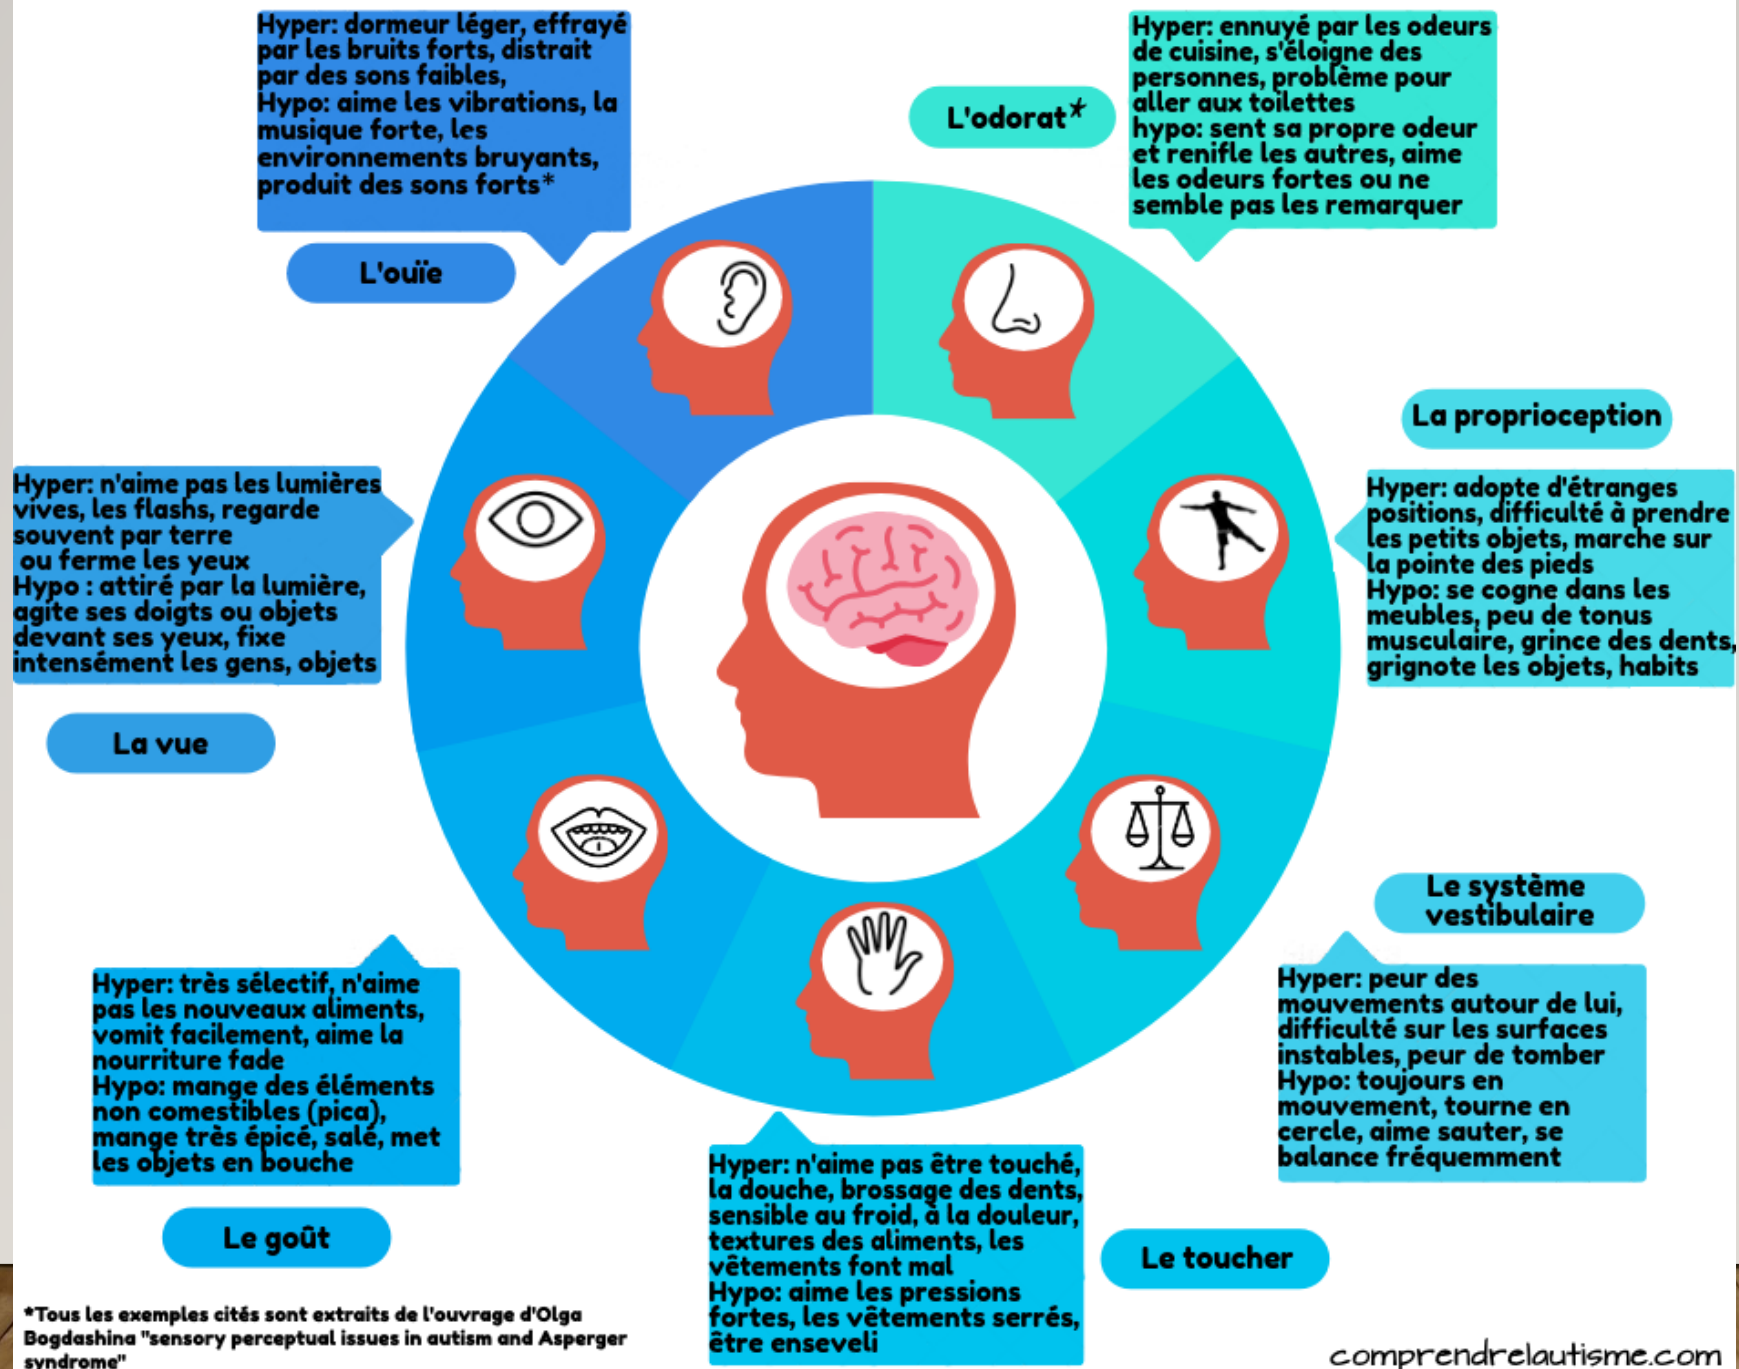 Hyper: dormeur léger, effrayé
par les bruits forts, distrait
par des sons faibles,
Hypo: aime les vibrations, la
musique forte, les
environnements bruyants,
produit des sons forts*
L'ouïe
L'odorat*
Hyper: ennuyé par les odeurs
de cuisine, s'éloigne des
personnes, problème pour
aller aux toilettes
hypo: sent sa propre odeur
et renifle les autres, aime
les odeurs fortes ou ne
semble pas les remarquer
La proprioception
Hyper: adopte d'étranges
positions, difficulté à prendre
les petits objets, marche sur
la pointe des pieds
Hypo: se cogne dans les
meubles, peu de tonus
musculaire, grince des dents,
grignote les objets, habits
Hyper: n'aime pas les lumières
vives, les flashs, regarde
souvent par terre
ou ferme les yeux
Hypo : attiré par la lumière,
agite ses doigts ou objets
devant ses yeux, fixe
intensément les gens, objets
La vue
Le système
vestibulaire
Hyper: peur des
mouvements autour de lui,
difficulté sur les surfaces
instables, peur de tomber
Hypo: toujours en
mouvement, tourne en
cercle, aime sauter, se
balance fréquemment
Hyper: très sélectif, n'aime
pas les nouveaux aliments,
vomit facilement, aime la
nourriture fade
Hypo: mange des éléments
non comestibles (pica),
mange très épicé, salé, met
les objets en bouche
Le goût
Hyper: n'aime pas être touché,
la douche, brossage des dents,
sensible au froid, à la douleur,
textures des aliments, les
vêtements font mal
Hypo: aime les pressions
fortes, les vêtements serrés,
être enseveli
Le toucher
*Tous les exemples cités sont extraits de l'ouvrage d'Olga
Bogdashina "sensory perceptual issues in autism and Asperger
syndrome"
comprendrelautisme.com